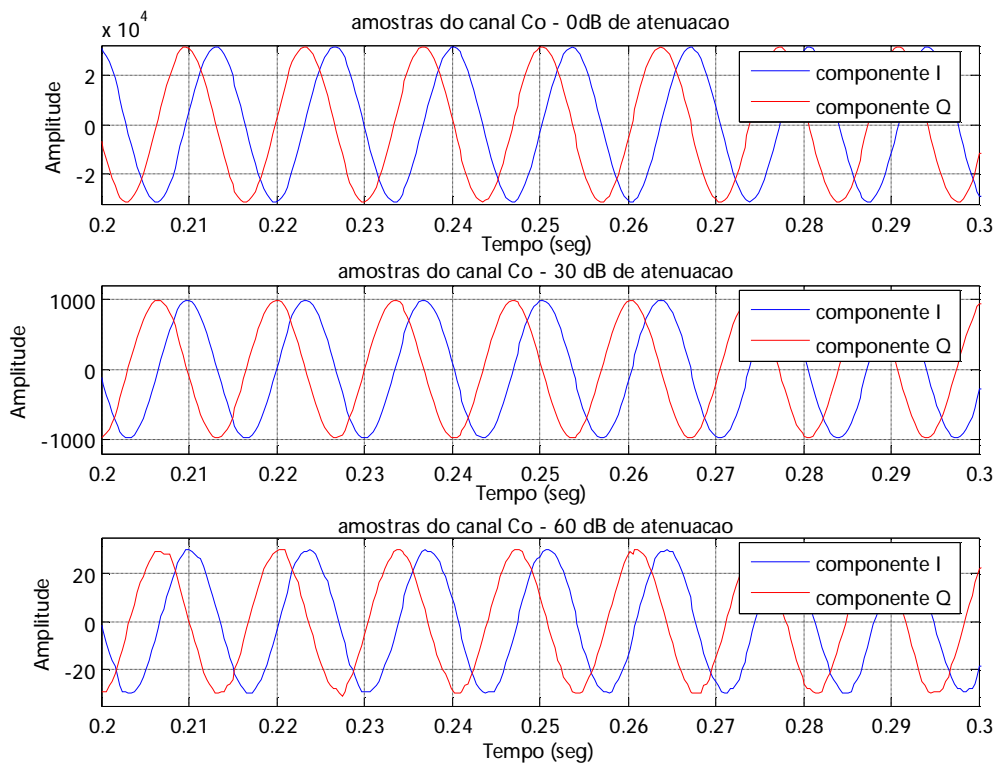 amostras do canal Co - 0dB de atenuacao
x 10^4
2
0
-2
Amplitude
componente I
componente Q
0.2 0.21 0.22 0.23 0.24 0.25 0.26 0.27 0.28 0.29 0.3
Tempo (seg)
amostras do canal Co - 30 dB de atenuacao
1000
0
-1000
Amplitude
componente I
componente Q
0.2 0.21 0.22 0.23 0.24 0.25 0.26 0.27 0.28 0.29 0.3
Tempo (seg)
amostras do canal Co - 60 dB de atenuacao
20
0
-20
Amplitude
componente I
componente Q
0.2 0.21 0.22 0.23 0.24 0.25 0.26 0.27 0.28 0.29 0.3
Tempo (seg)